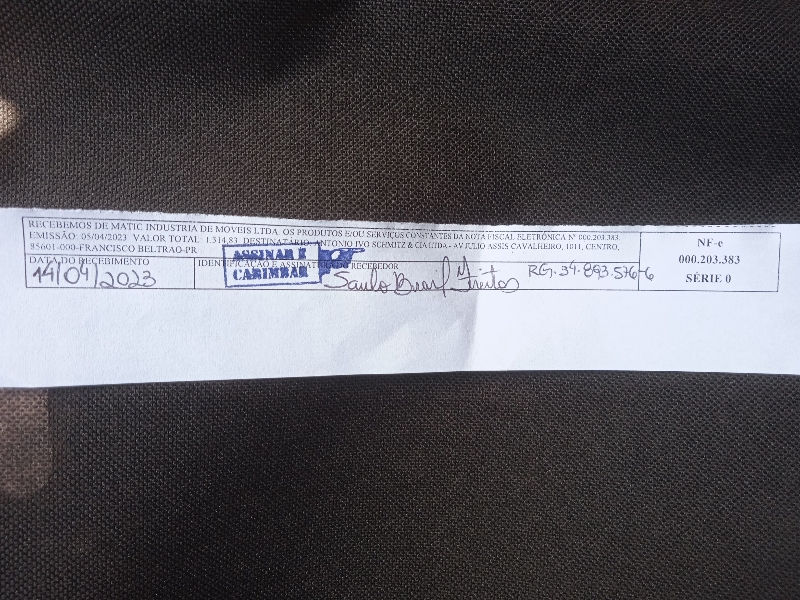 RECEBEMOS DE MATIC INDUSTRIA DE MOVEIS LTDA. OS PRODUTOS E/OU SERVIÇOS CONSTANTES DA NOTA FISCAL ELETRÔNICA Nº 000.203.383.
EMISSÃO: 05/04/2023 VALOR TOTAL: 1.314,83 DESTINATÁRIO: ANTONIO IVO SCHMITZ & CIA LTDA - AV JULIO ASSIS CAVALHEIRO, 1011, CENTRO,
85601-000-FRANCISCO BELTRAO-PR
DATA DO RECEBIMENTO
14/04/2023
IDENTIFICAÇÃO E ASSINATURA DO RECEBEDOR
ASSINAR E
CARIMBAR
Saulo M Freitas RG. 39.893.576-6
NF-e
000.203.383
SÉRIE 0